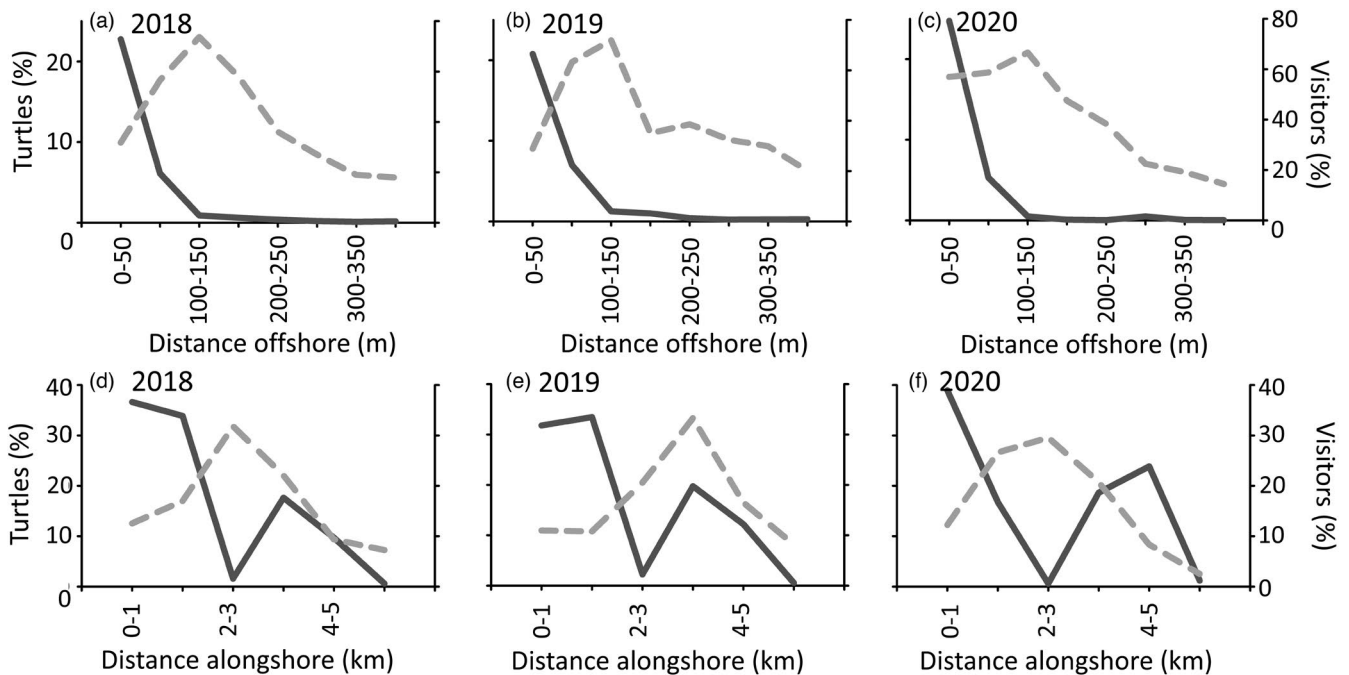 (a) 2018
Turtles (%)
20
10
0
0-50
100-150
200-250
300-350
Distance offshore (m)
(b) 2019
0-50
100-150
200-250
300-350
Distance offshore (m)
(c) 2020
80
60
40
20
0
Visitors (%)
0-50
100-150
200-250
300-350
Distance offshore (m)
(d) 2018
Turtles (%)
40
30
20
10
0
0-1
2-3
4-5
Distance alongshore (km)
(e) 2019
0-1
2-3
4-5
Distance alongshore (km)
(f) 2020
40
30
20
10
0
Visitors (%)
0-1
2-3
4-5
Distance alongshore (km)